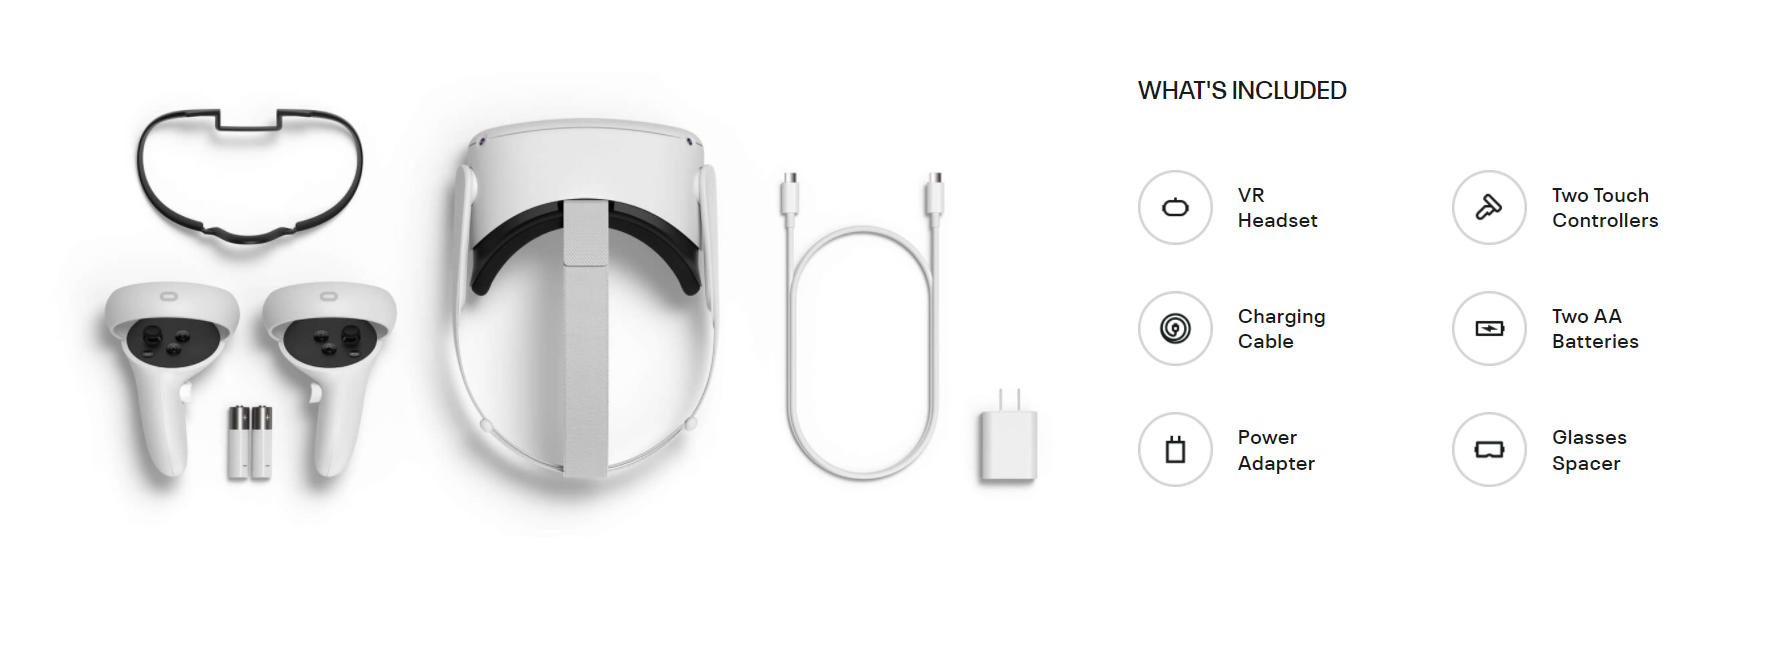 WHAT'S INCLUDED
VR
Headset
Two Touch
Controllers
Charging
Cable
Two AA
Batteries
Power
Adapter
Glasses
Spacer